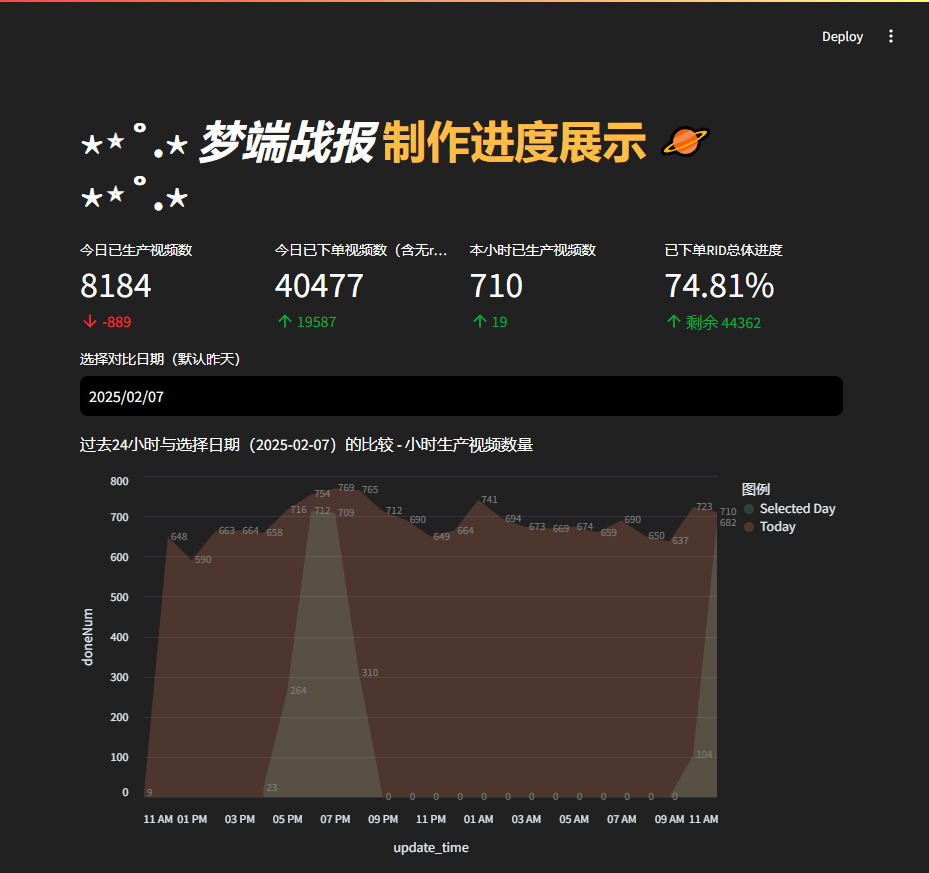 Deploy
⋆⋆˚.⋆ 梦端战报制作进度展示 🪐
⋆⋆˚.⋆
今日已生产视频数 今日已下单视频数（含无r… 本小时已生产视频数 已下单RID总体进度
8184 40477 710 74.81%
↓ -889 ↑ 19587 ↑ 19 ↑ 剩余 44362
选择对比日期（默认昨天）
2025/02/07
过去24小时与选择日期（2025-02-07）的比较 - 小时生产视频数量
图例
Selected Day
Today
doneNum
800
700
600
500
400
300
200
100
0
9 648 590 663 664 658 716 754 769 765 712 690 649 664 741 694 673 669 674 659 690 650 637 723 710
23 264 712 709 310 0 0 0 0 0 0 0 0 0 0 0 0 0 104 682
11 AM 01 PM 03 PM 05 PM 07 PM 09 PM 11 PM 01 AM 03 AM 05 AM 07 AM 09 AM 11 AM
update_time